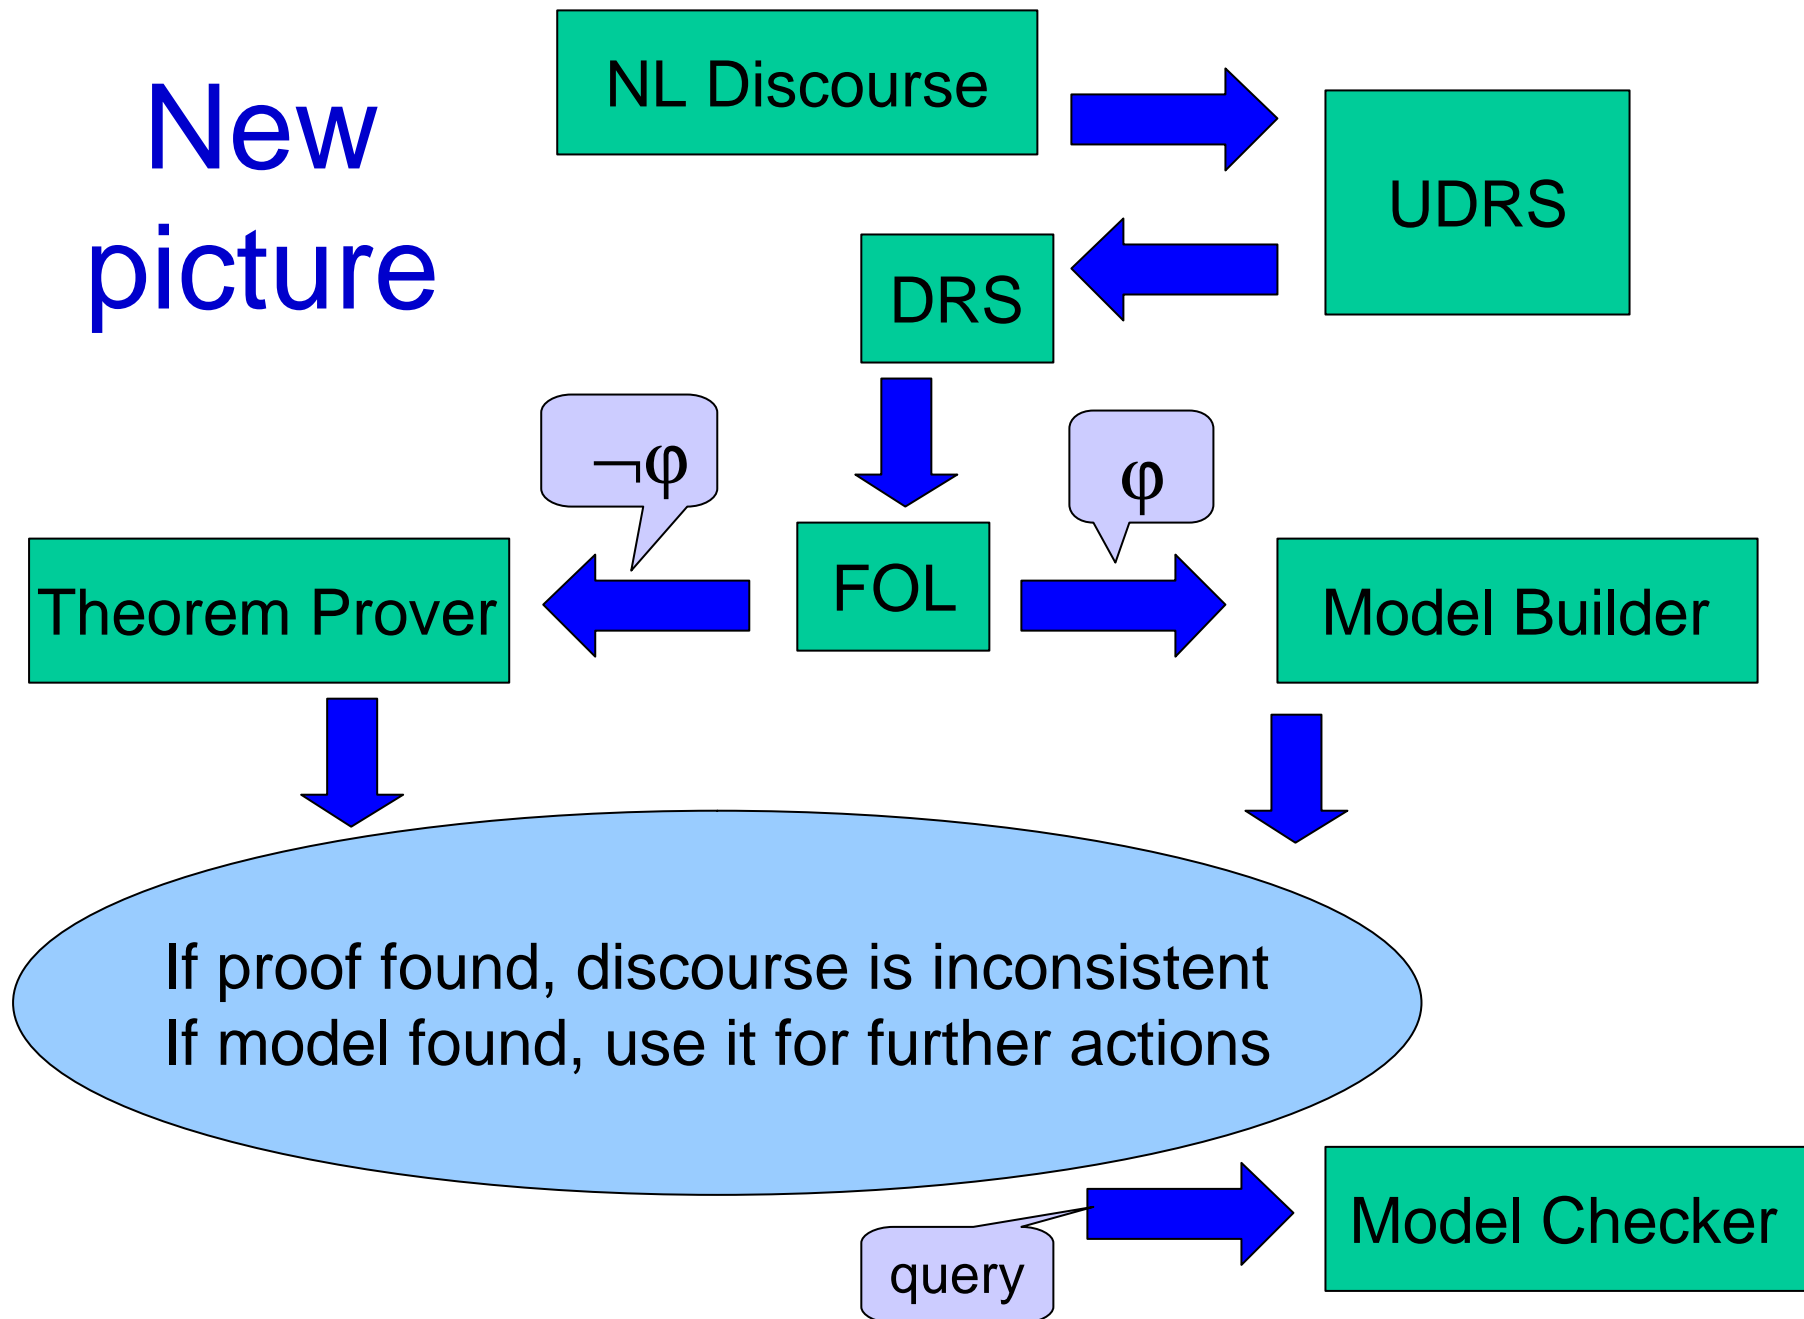 New
picture
NL Discourse
UDRS
DRS
¬φ
φ
Theorem Prover
FOL
Model Builder
If proof found, discourse is inconsistent
If model found, use it for further actions
Model Checker
query